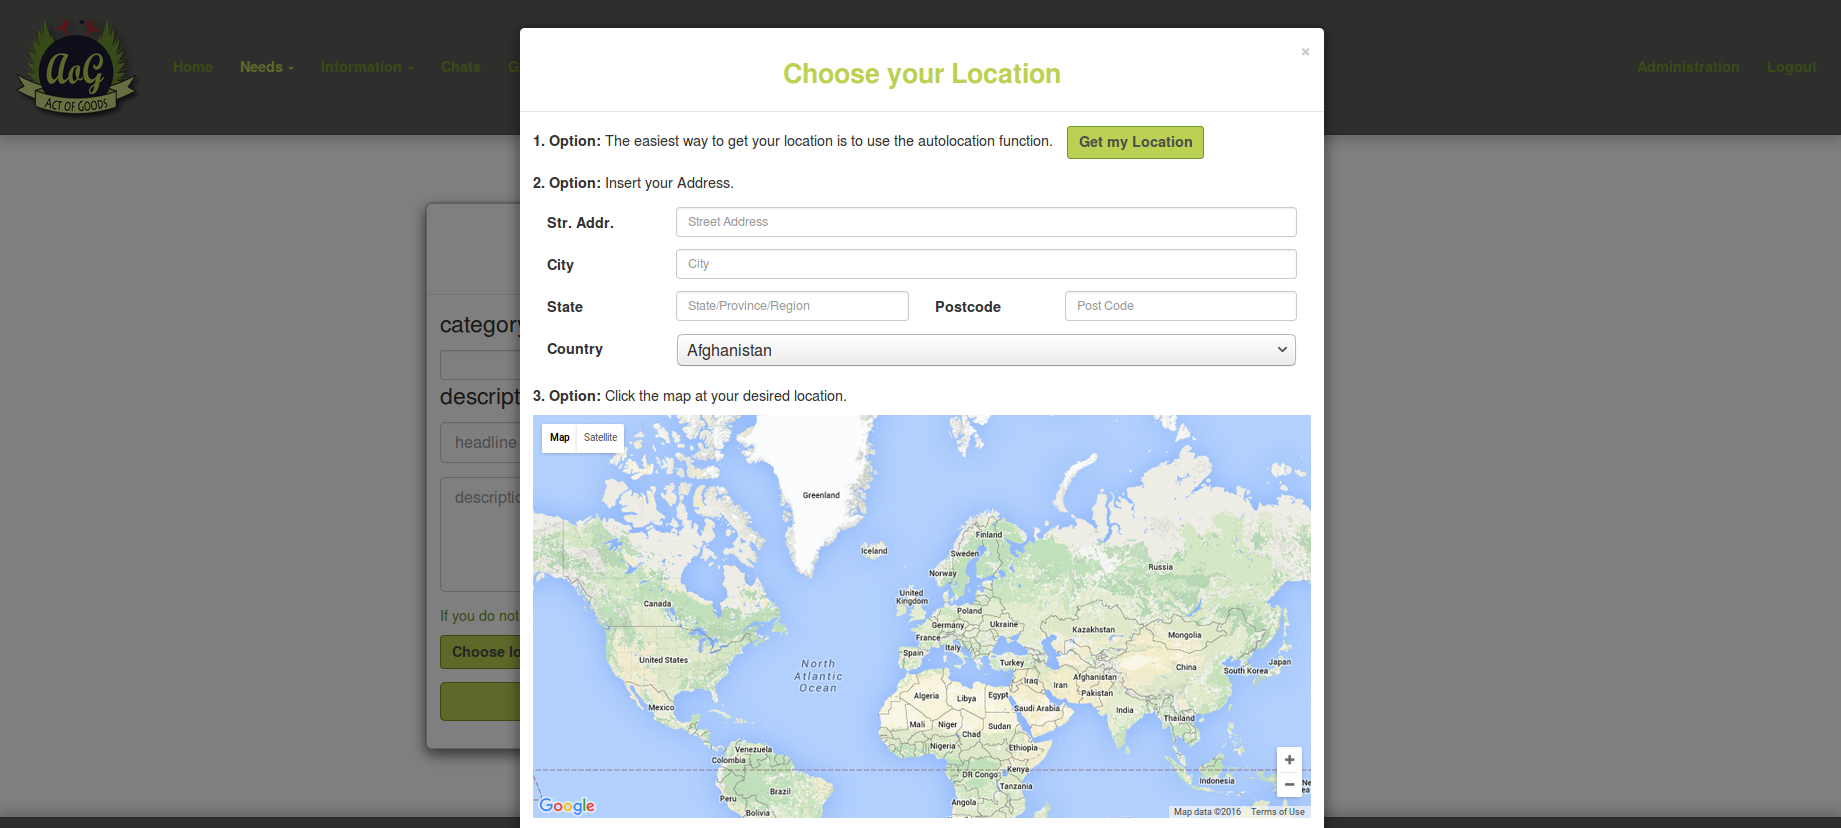 AoG
ACT OF GOODS
Home
Needs
Information
Chats
G
Administration
Logout
×
Choose your Location
1. Option: The easiest way to get your location is to use the autolocation function.
Get my Location
2. Option: Insert your Address.
Str. Addr.
Street Address
City
City
State
State/Province/Region
Postcode
Post Code
Country
Afghanistan
3. Option: Click the map at your desired location.
category
descript
headline
descriptio
If you do not
Choose lo
Map
Satellite
Greenland
Iceland
Finland
Sweden
Norway
Russia
United
Kingdom
Canada
Poland
Germany
Ukraine
France
Kazakhstan
Mongolia
Italy
Spain
United States
Turkey
China
Japan
South Korea
North
Atlantic
Ocean
Iraq
Iran
Afghanistan
Pakistan
Algeria
Libya
Egypt
Saudi Arabia
Mexico
India
Thailand
Mali
Niger
Sudan
Chad
Nigeria
Ethiopia
Venezuela
Colombia
DR Congo
Kenya
Tanzania
Indonesia
Ne
ea
Peru
Brazil
Angola
Bolivia
+
−
Google
Map data ©2016
Terms of Use